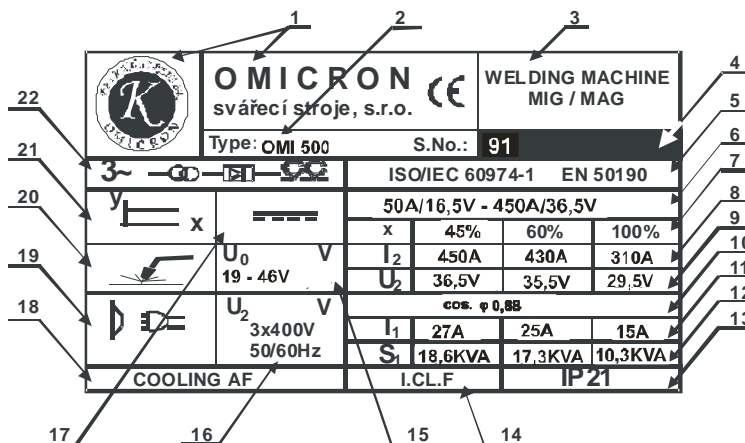 1
2
3
4
5
6
7
8
9
10
11
12
13
14
15
16
17
18
19
20
21
22
K
OMICRON
OMICRON
svářecí stroje, s.r.o.
CE
WELDING MACHINE
MIG / MAG
Type: OMI 500
S.No.: 91
3~
ISO/IEC 60974-1 EN 50190
y
x
50A/16,5V - 450A/36,5V
x 45% 60% 100%
I2 450A 430A 310A
U2 36,5V 35,5V 29,5V
U0 V
19 - 46V
cos. φ 0,88
U2 V
3x400V
50/60Hz
I1 27A 25A 15A
S1 18,6KVA 17,3KVA 10,3KVA
COOLING AF
I.CL.F
IP 21